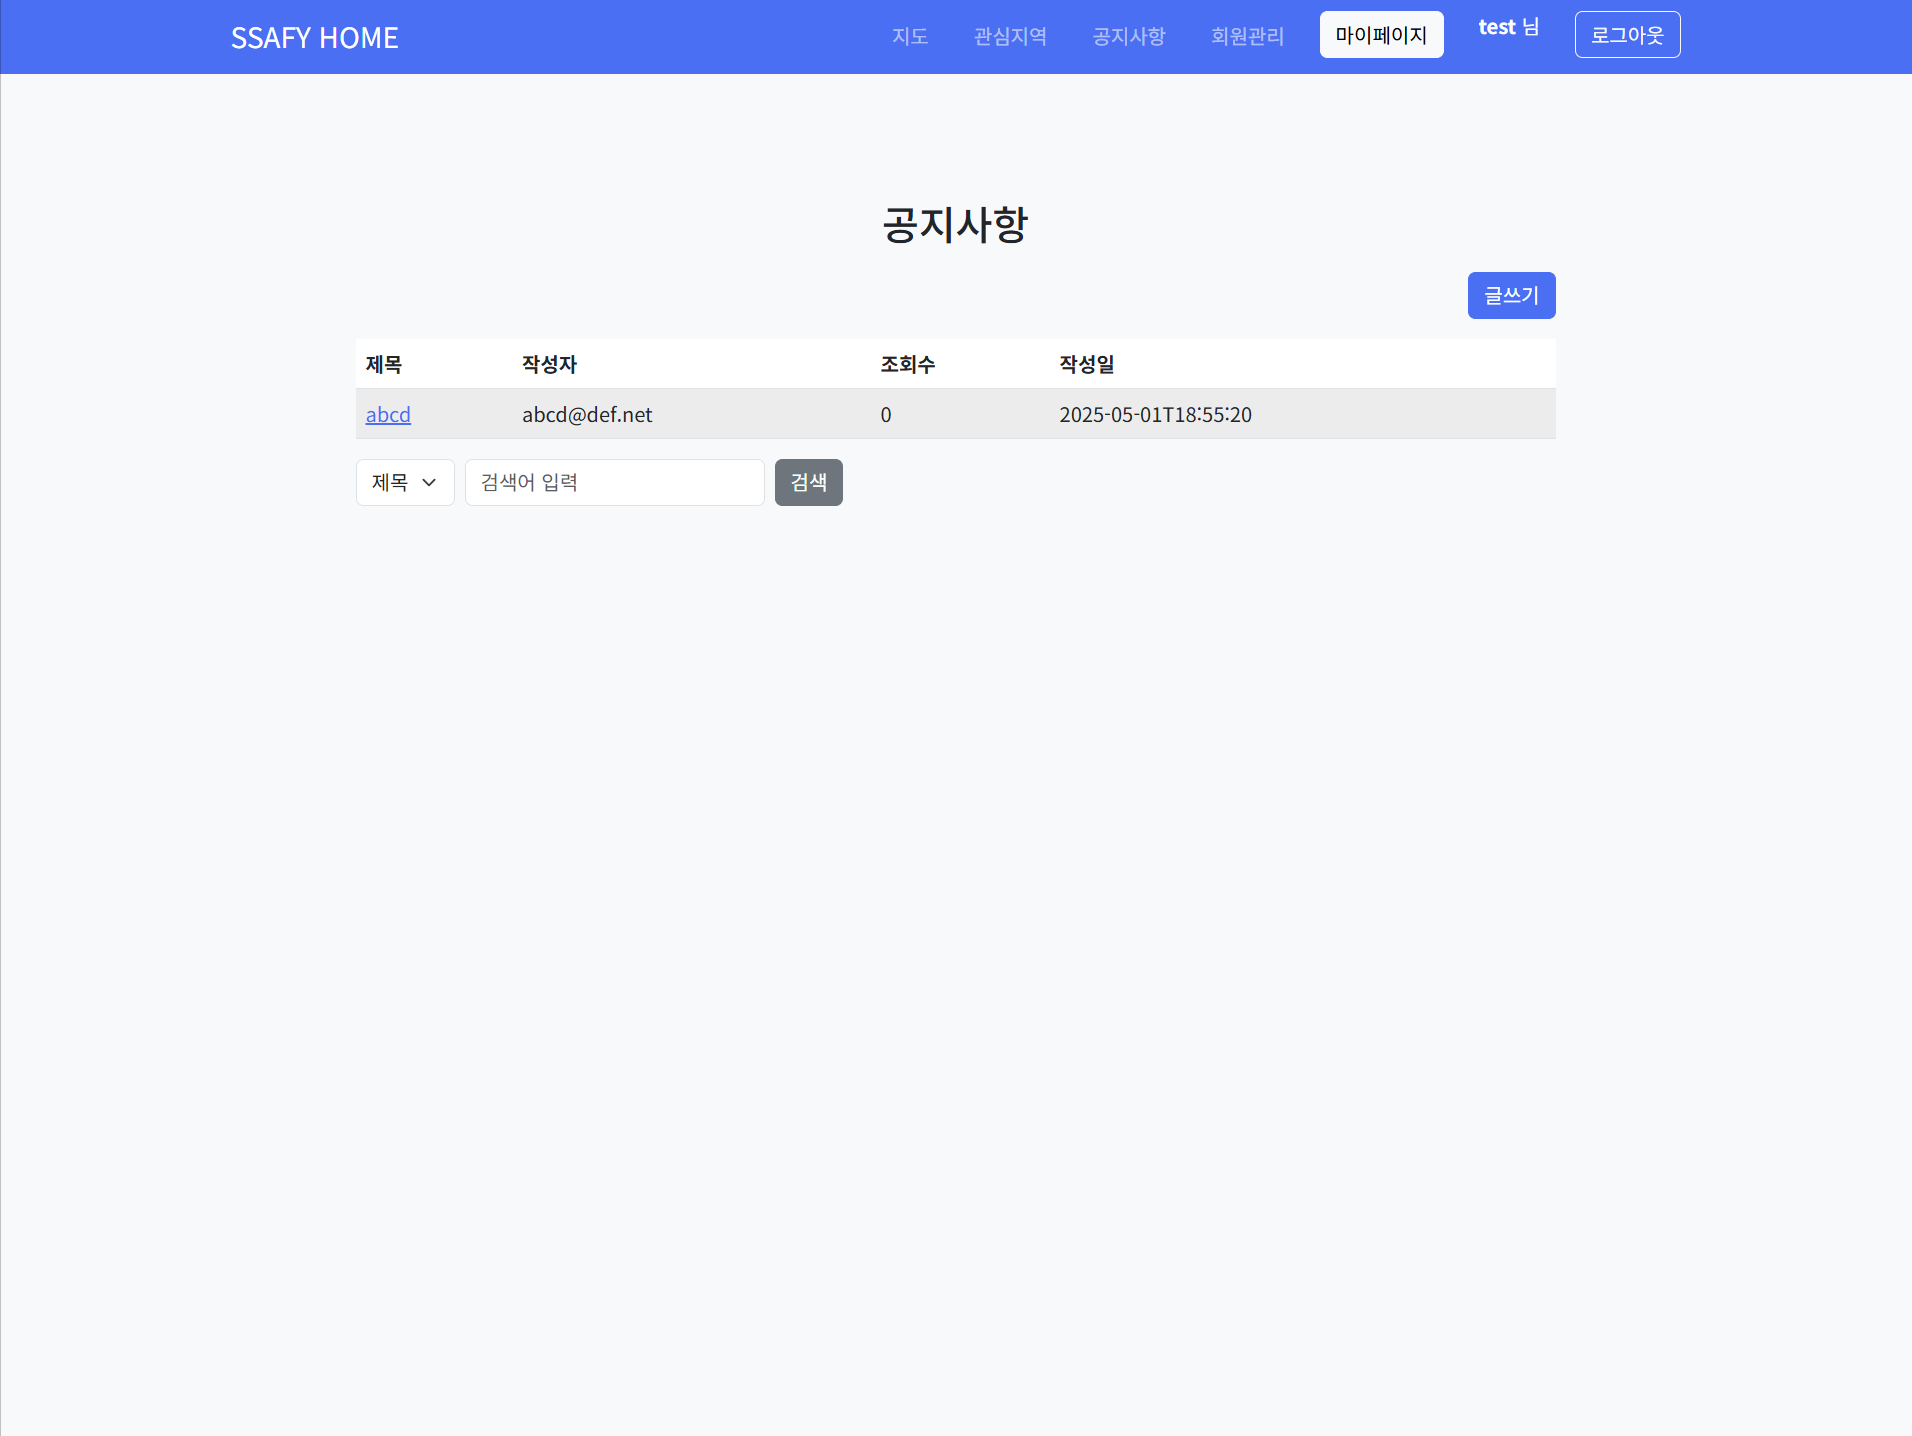 SSAFY HOME 지도 관심지역 공지사항 회원관리 마이페이지 test 님 로그아웃
공지사항
글쓰기
제목 작성자 조회수 작성일
abcd abcd@def.net 0 2025-05-01T18:55:20
제목 검색어 입력 검색